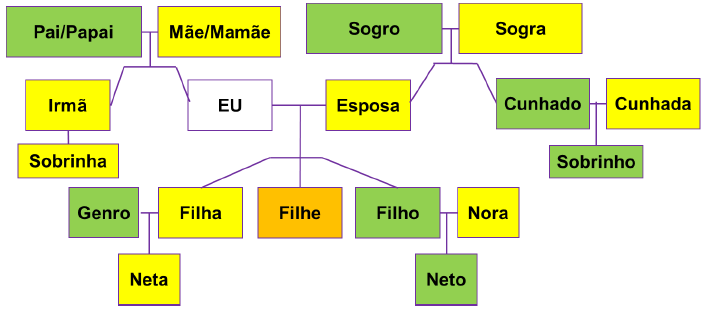 Pai/Papai
Mãe/Mamãe
Sogro
Sogra
Irmã
EU
Esposa
Cunhado
Cunhada
Sobrinha
Sobrinho
Genro
Filha
Filhe
Filho
Nora
Neta
Neto